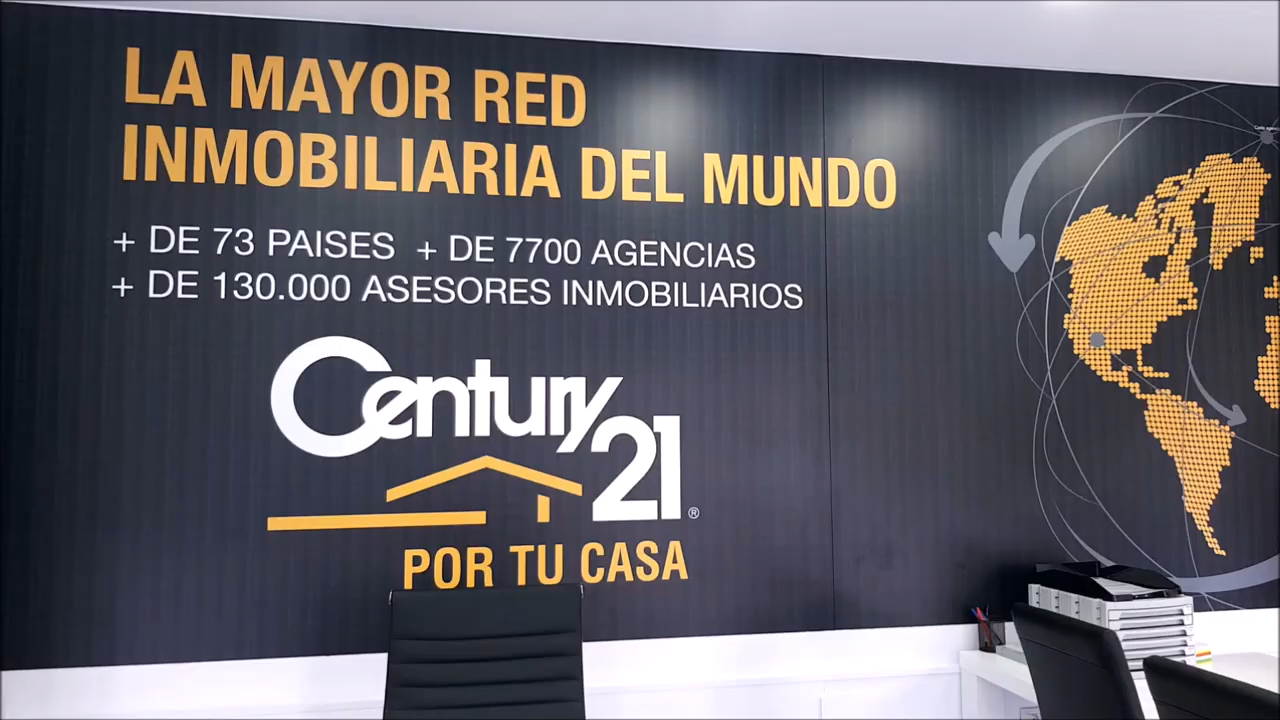 LA MAYOR RED
INMOBILIARIA DEL MUNDO
+ DE 73 PAISES + DE 7700 AGENCIAS
+ DE 130.000 ASESORES INMOBILIARIOS
Century
21®
POR TU CASA